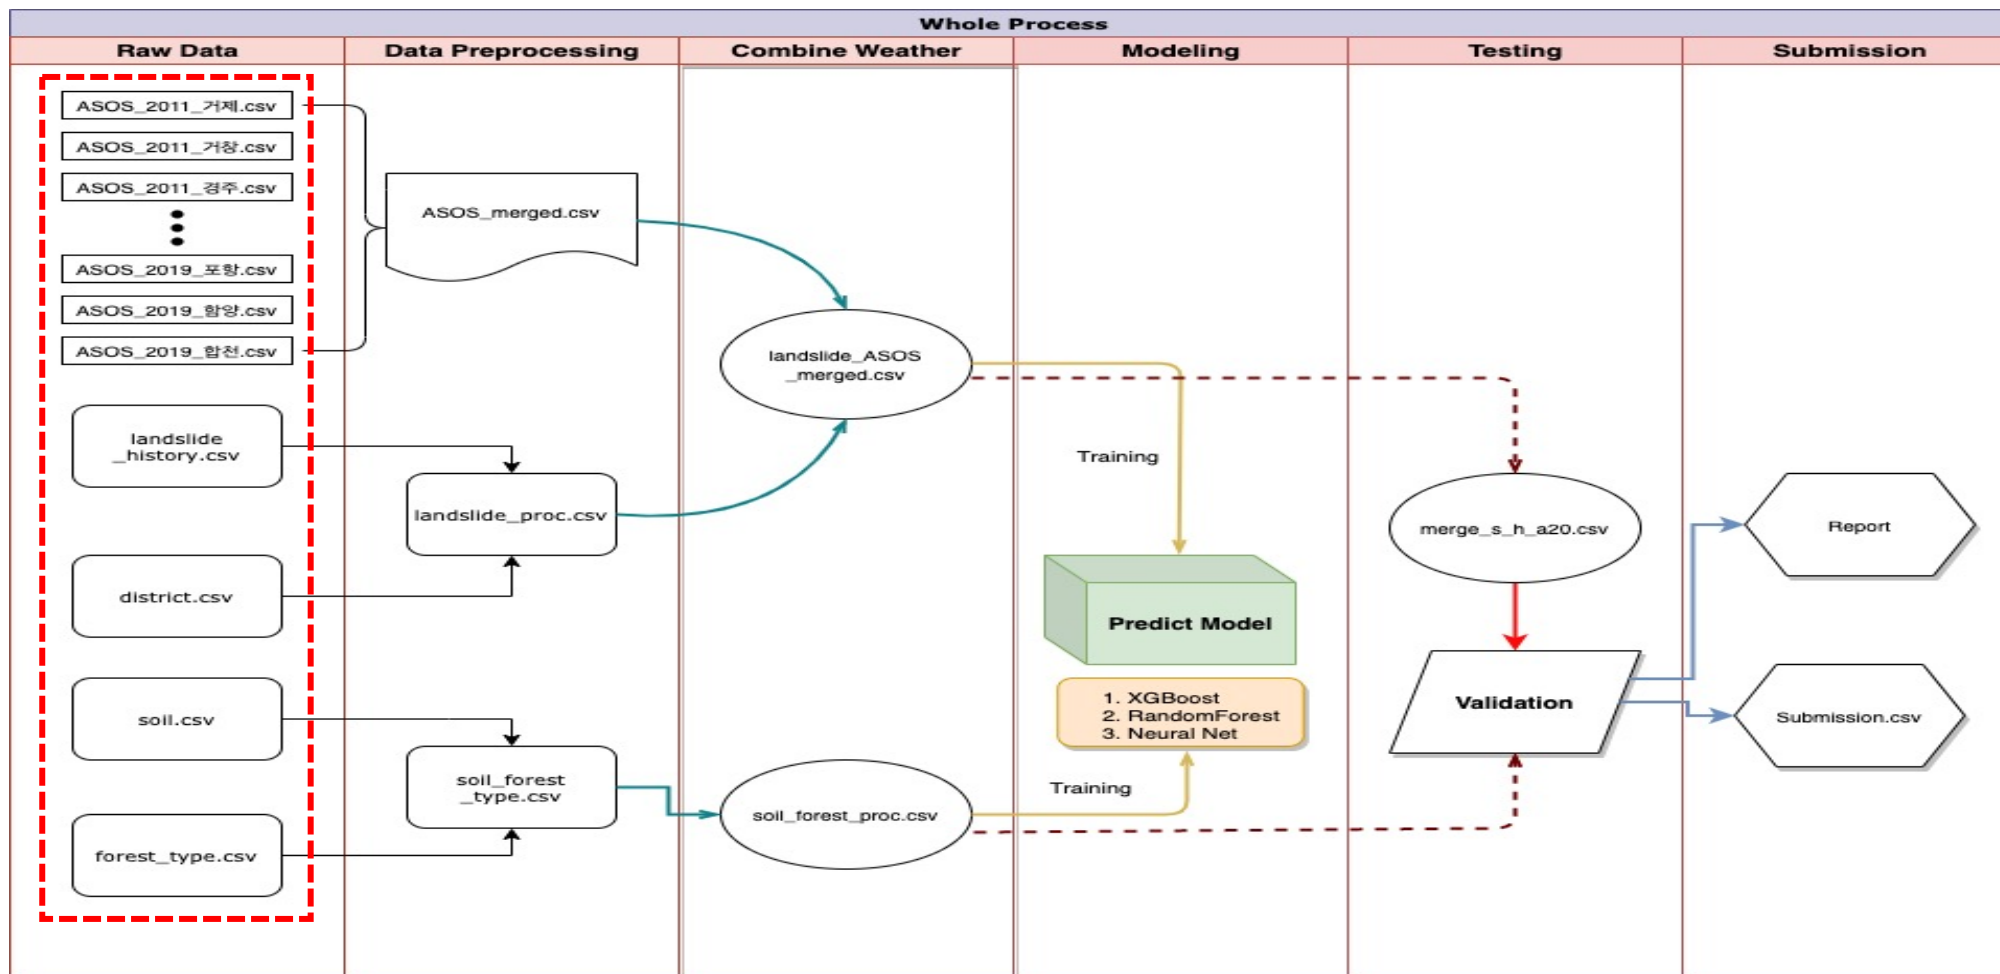 Whole Process
Raw Data
Data Preprocessing
Combine Weather
Modeling
Testing
Submission
ASOS_2011_거제.csv
ASOS_2011_거창.csv
ASOS_2011_경주.csv
ASOS_2019_포항.csv
ASOS_2019_함양.csv
ASOS_2019_합천.csv
landslide
_history.csv
district.csv
soil.csv
forest_type.csv
ASOS_merged.csv
landslide_proc.csv
soil_forest
_type.csv
landslide_ASOS
_merged.csv
soil_forest_proc.csv
Training
Predict Model
1. XGBoost
2. RandomForest
3. Neural Net
Training
merge_s_h_a20.csv
Validation
Report
Submission.csv